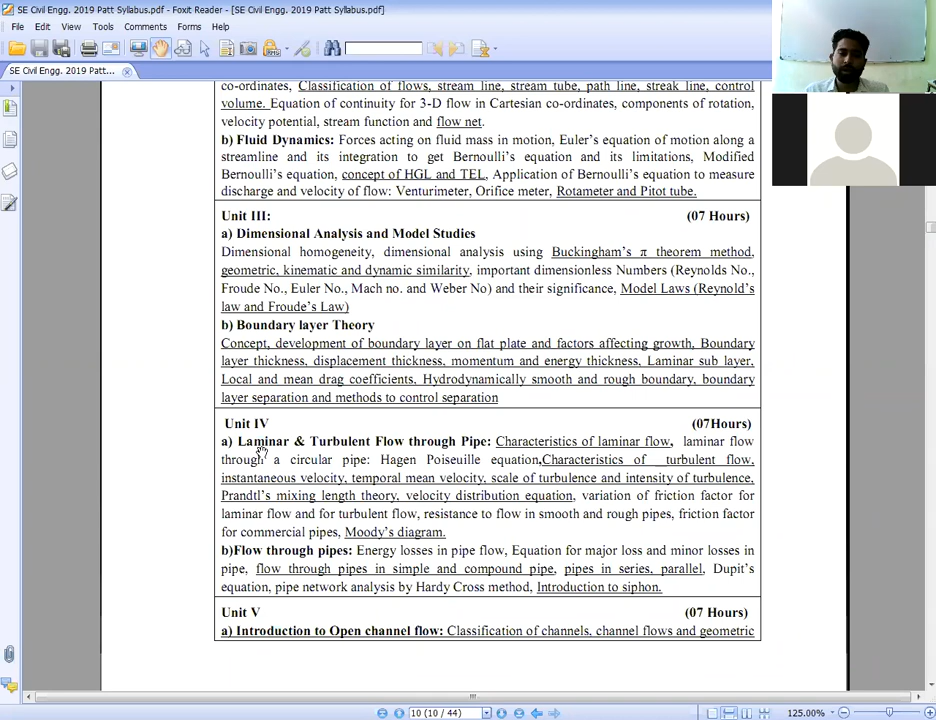 SE Civil Engg. 2019 Patt Syllabus.pdf - Foxit Reader - [SE Civil Engg. 2019 Patt Syllabus.pdf]
File Edit View Tools Comments Forms Help
SE Civil Engg. 2019 Patt...
co-ordinates, Classification of flows, stream line, stream tube, path line, streak line, control
volume. Equation of continuity for 3-D flow in Cartesian co-ordinates, components of rotation,
velocity potential, stream function and flow net.
b) Fluid Dynamics: Forces acting on fluid mass in motion, Euler's equation of motion along a
streamline and its integration to get Bernoulli's equation and its limitations, Modified
Bernoulli's equation, concept of HGL and TEL, Application of Bernoulli's equation to measure
discharge and velocity of flow: Venturimeter, Orifice meter, Rotameter and Pitot tube.
Unit III: (07 Hours)
a) Dimensional Analysis and Model Studies
Dimensional homogeneity, dimensional analysis using Buckingham's π theorem method,
geometric, kinematic and dynamic similarity, important dimensionless Numbers (Reynolds No.,
Froude No., Euler No., Mach no. and Weber No) and their significance, Model Laws (Reynold's
law and Froude's Law)
b) Boundary layer Theory
Concept, development of boundary layer on flat plate and factors affecting growth, Boundary
layer thickness, displacement thickness, momentum and energy thickness, Laminar sub layer,
Local and mean drag coefficients, Hydrodynamically smooth and rough boundary, boundary
layer separation and methods to control separation
Unit IV (07Hours)
a) Laminar & Turbulent Flow through Pipe: Characteristics of laminar flow, laminar flow
through a circular pipe: Hagen Poiseuille equation,Characteristics of turbulent flow,
instantaneous velocity, temporal mean velocity, scale of turbulence and intensity of turbulence,
Prandtl's mixing length theory, velocity distribution equation, variation of friction factor for
laminar flow and for turbulent flow, resistance to flow in smooth and rough pipes, friction factor
for commercial pipes, Moody's diagram.
b)Flow through pipes: Energy losses in pipe flow, Equation for major loss and minor losses in
pipe, flow through pipes in simple and compound pipe, pipes in series, parallel, Dupit's
equation, pipe network analysis by Hardy Cross method, Introduction to siphon.
Unit V (07 Hours)
a) Introduction to Open channel flow: Classification of channels, channel flows and geometric
10 (10 / 44) 125.00%